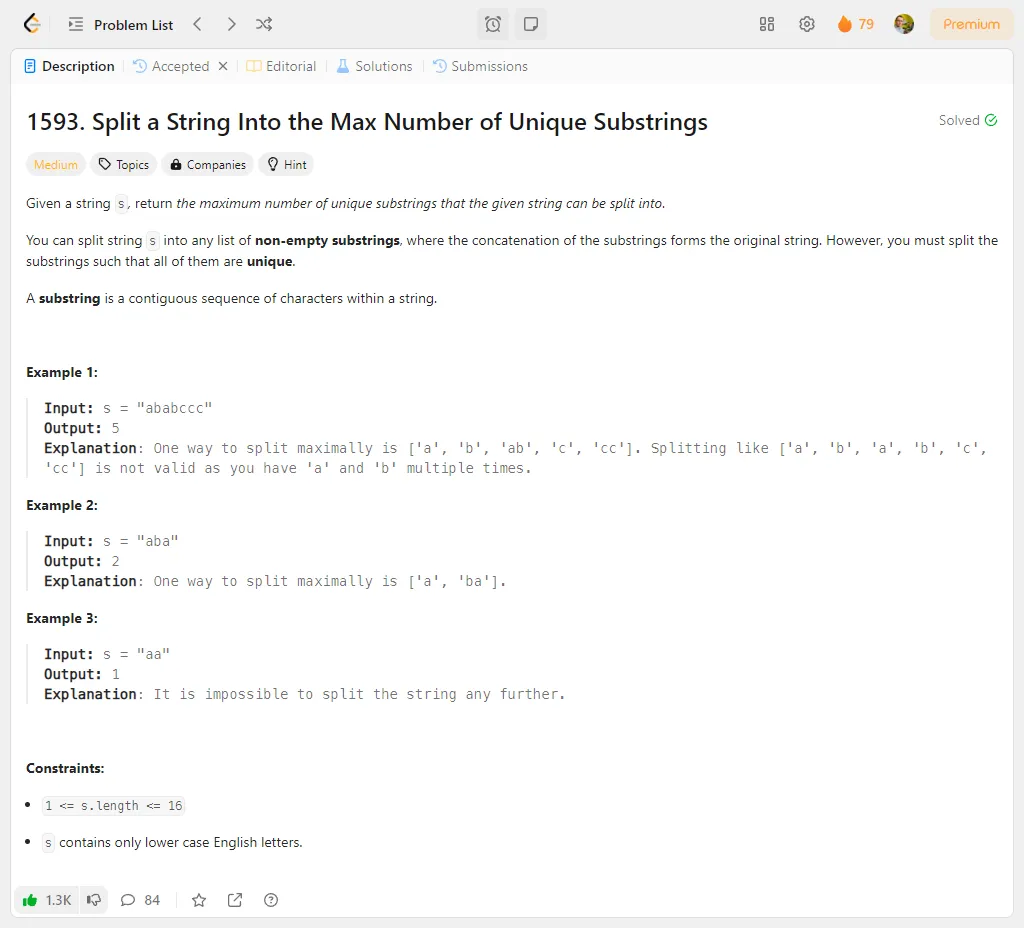 Problem List
79
Premium
Description
Accepted
Editorial
Solutions
Submissions
1593. Split a String Into the Max Number of Unique Substrings
Solved
Medium
Topics
Companies
Hint
Given a string s, return the maximum number of unique substrings that the given string can be split into.
You can split string s into any list of non-empty substrings, where the concatenation of the substrings forms the original string. However, you must split the
substrings such that all of them are unique.
A substring is a contiguous sequence of characters within a string.
Example 1:
Input: s = "ababccc"
Output: 5
Explanation: One way to split maximally is ['a', 'b', 'ab', 'c', 'cc']. Splitting like ['a', 'b', 'a', 'b', 'c',
'cc'] is not valid as you have 'a' and 'b' multiple times.
Example 2:
Input: s = "aba"
Output: 2
Explanation: One way to split maximally is ['a', 'ba'].
Example 3:
Input: s = "aa"
Output: 1
Explanation: It is impossible to split the string any further.
Constraints:
• 1 <= s.length <= 16
• s contains only lower case English letters.
1.3K
84